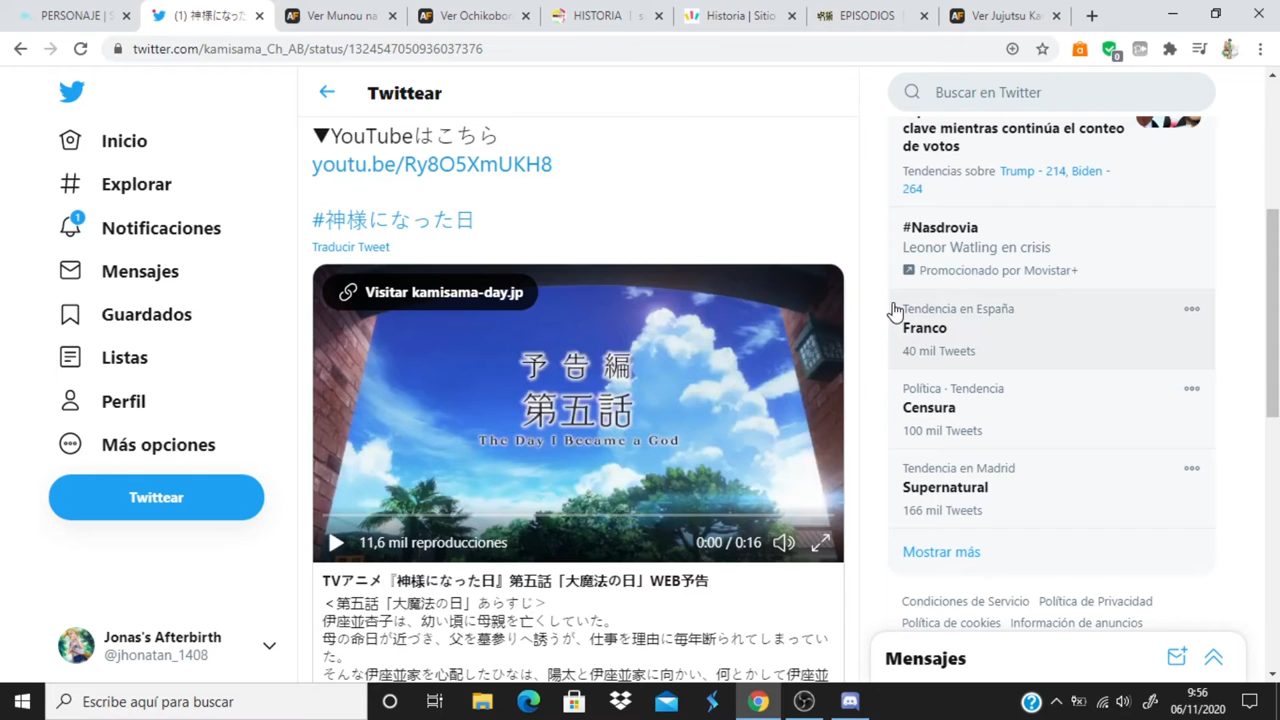 PERSONAJE | S
(1) 神様になった
Ver Munou na
Ver Ochikobo
HISTORIA | s
Historia | Sitio
EPISODIOS
Ver Jujutsu Ka
twitter.com/kamisama_Ch_AB/status/1324547050936037376
0
Inicio
Explorar
1
Notificaciones
Mensajes
Guardados
Listas
Perfil
Más opciones
Twittear
Jonas's Afterbirth
@jhonatan_1408
Twittear
▼YouTubeはこちら
youtu.be/Ry8O5XmUKH8
#神様になった日
Traducir Tweet
Visitar kamisama-day.jp
予告編
第五話
The Day I Became a God
11,6 mil reproducciones
0:00 / 0:16
TVアニメ『神様になった日』第五話「大魔法の日」WEB予告
＜第五話「大魔法の日」あらすじ＞
伊座並杏子は、幼い頃に母親を亡くしていた。
母の命日が近づき、父を墓参りへ誘うが、仕事を理由に毎年断られてしまってい
た。
そんな伊座並家を心配したひなは、陽太と伊座並家に向かい、何とかして伊座並
Buscar en Twitter
clave mientras continúa el conteo
de votos
Tendencias sobre Trump - 214, Biden -
264
#Nasdrovia
Leonor Watling en crisis
Promocionado por Movistar+
Tendencia en España
Franco
40 mil Tweets
Política · Tendencia
Censura
100 mil Tweets
Tendencia en Madrid
Supernatural
166 mil Tweets
Mostrar más
Condiciones de Servicio Política de Privacidad
Política de cookies Información de anuncios
Mensajes
Escribe aquí para buscar
9:56
06/11/2020